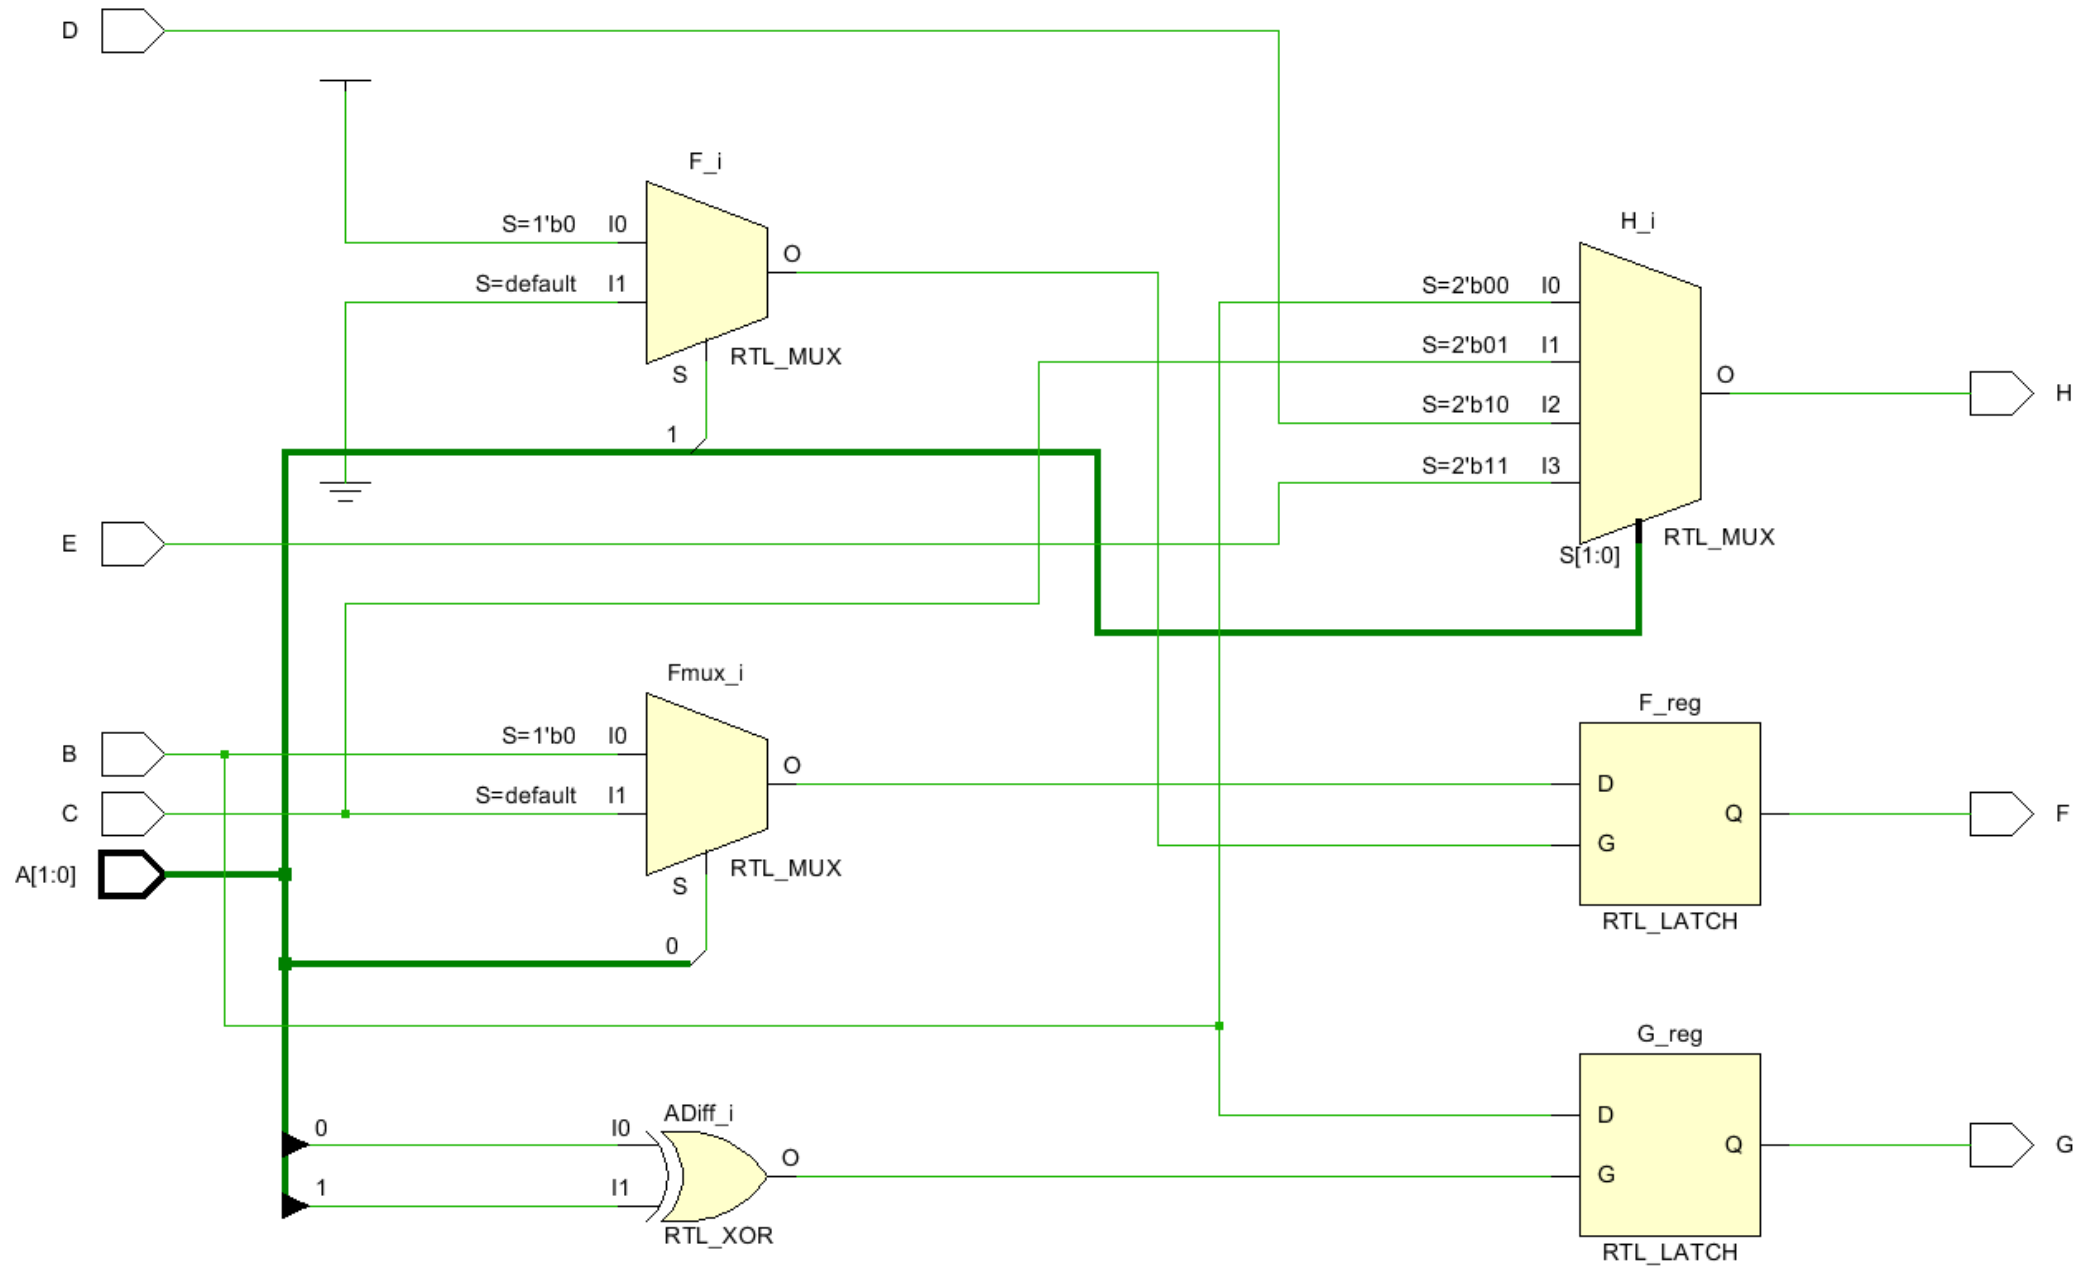 D
F_i
S=1'b0 I0
O
S=default I1
RTL_MUX
S
1
H_i
S=2'b00 I0
S=2'b01 I1
O
H
S=2'b10 I2
S=2'b11 I3
RTL_MUX
S[1:0]
E
Fmux_i
B
S=1'b0 I0
O
C
S=default I1
RTL_MUX
A[1:0]
S
0
F_reg
D
Q
F
G
RTL_LATCH
ADiff_i
0
I0
O
1
I1
RTL_XOR
G_reg
D
Q
G
G
RTL_LATCH